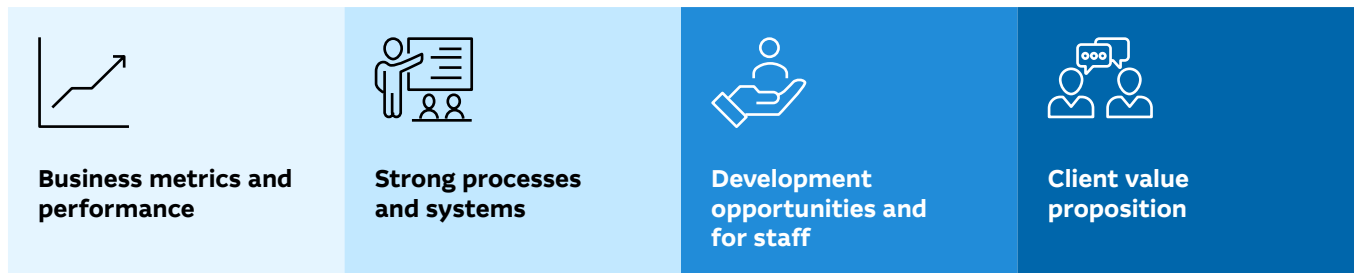 Business metrics and
performance
Strong processes
and systems
Development
opportunities and
for staff
Client value
proposition